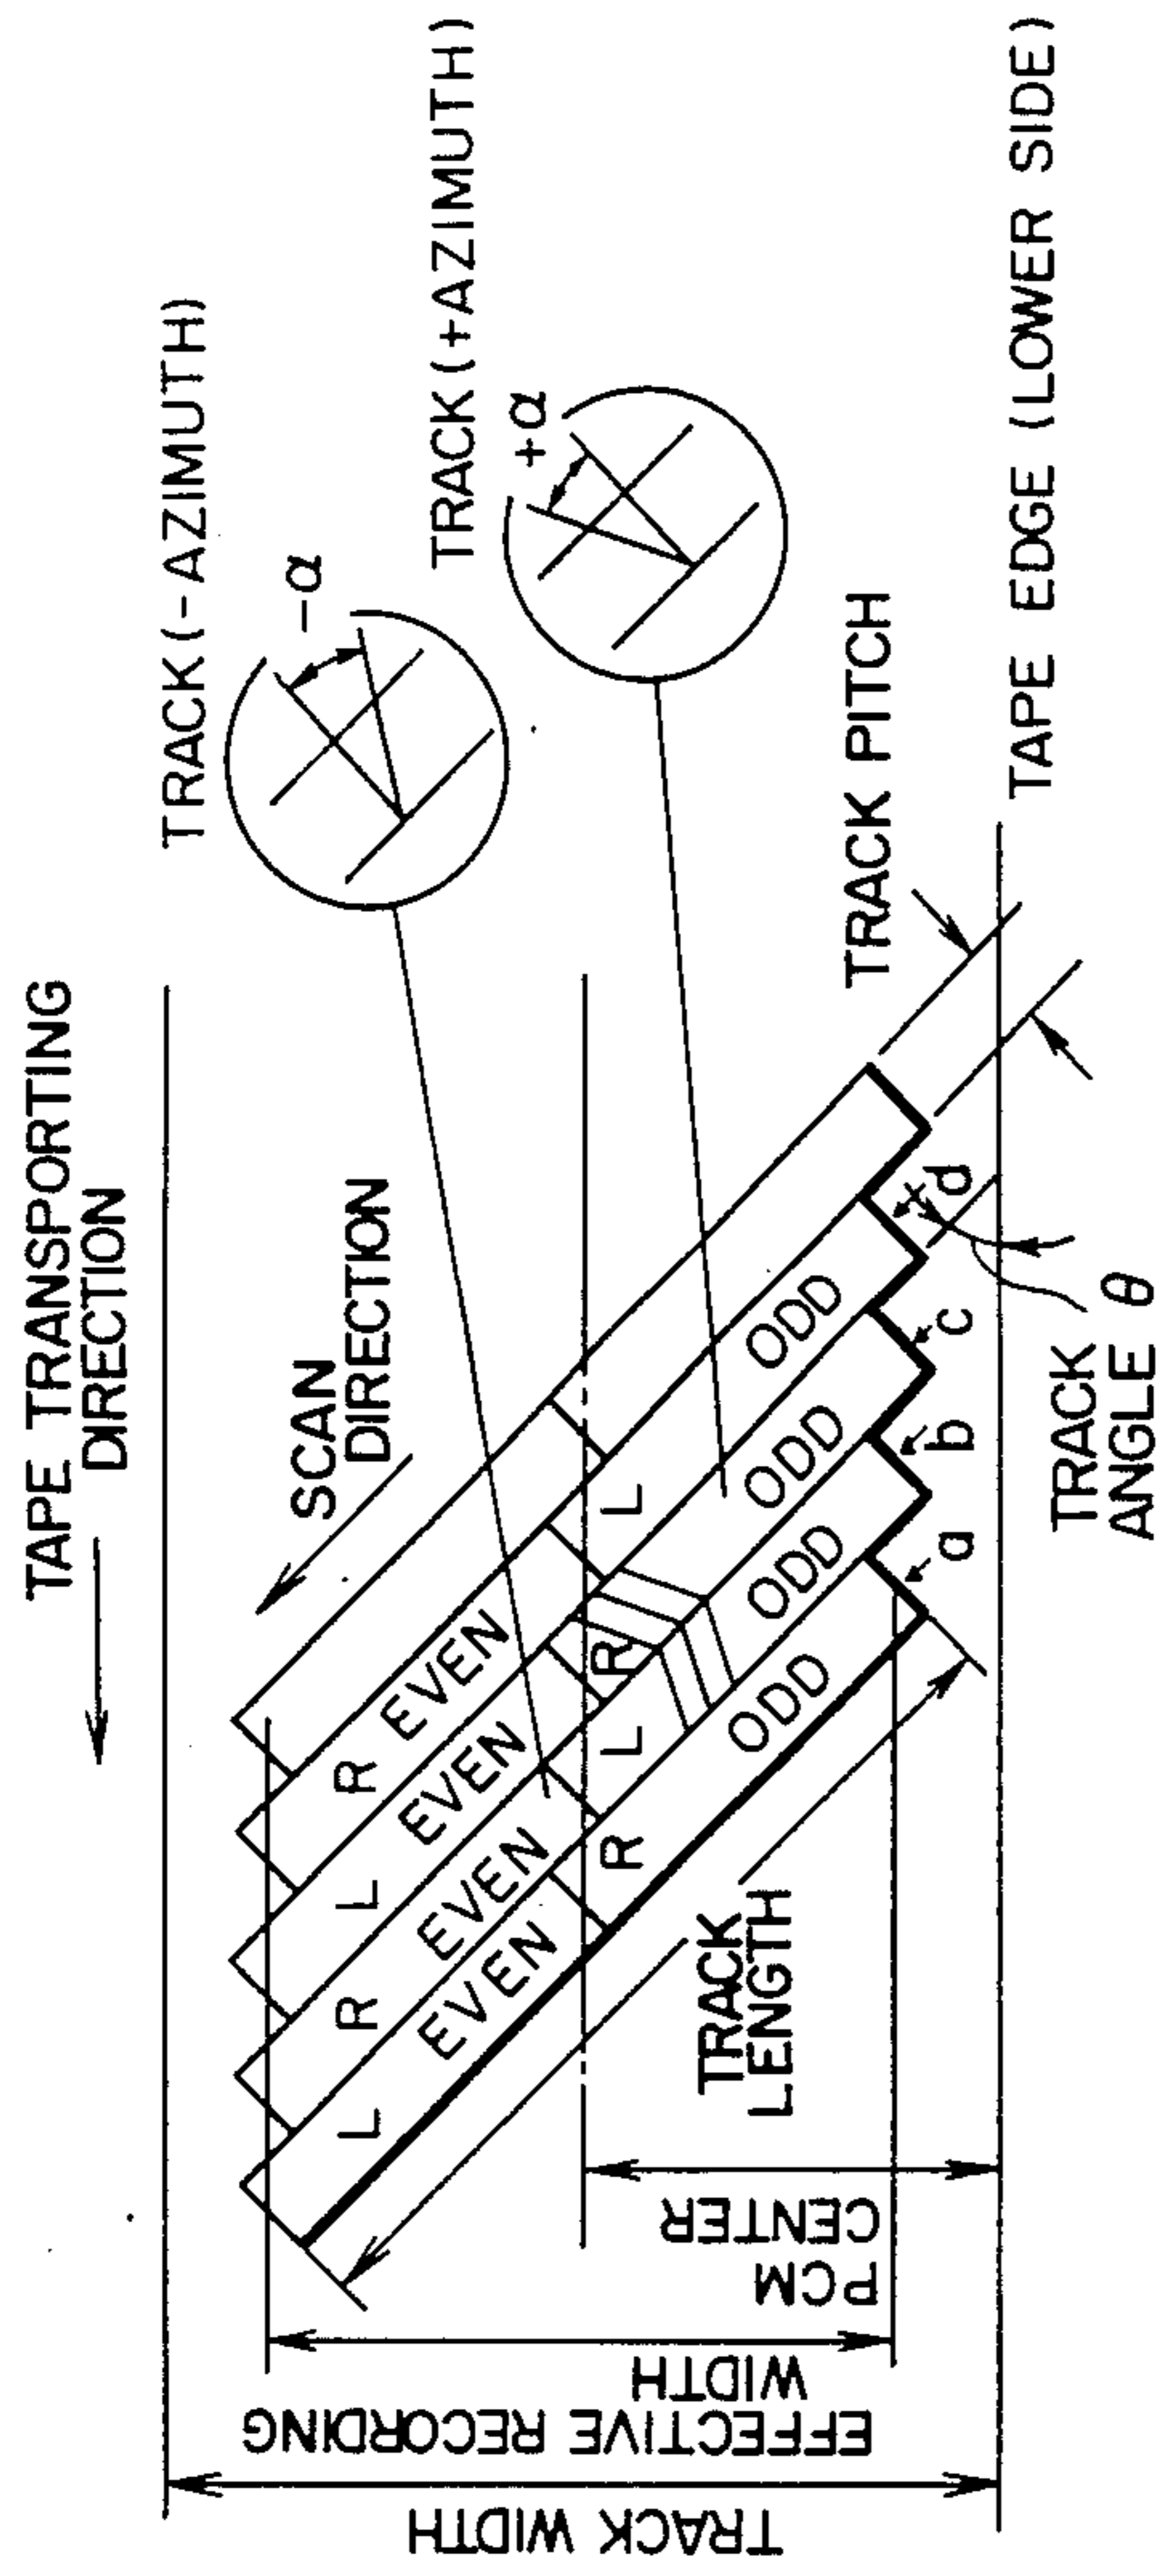 TAPE TRANSPORTING
DIRECTION
TRACK (-AZIMUTH)
-α
TRACK (+AZIMUTH)
+α
SCAN
DIRECTION
L
R
L
R
EVEN
EVEN
EVEN
EVEN
R
L
R
L
ODD
ODD
ODD
ODD
a
b
c
d
TRACK PITCH
TAPE EDGE (LOWER SIDE)
TRACK
ANGLE θ
TRACK
LENGTH
PCM
CENTER
EFFECTIVE RECORDING
WIDTH
TRACK WIDTH